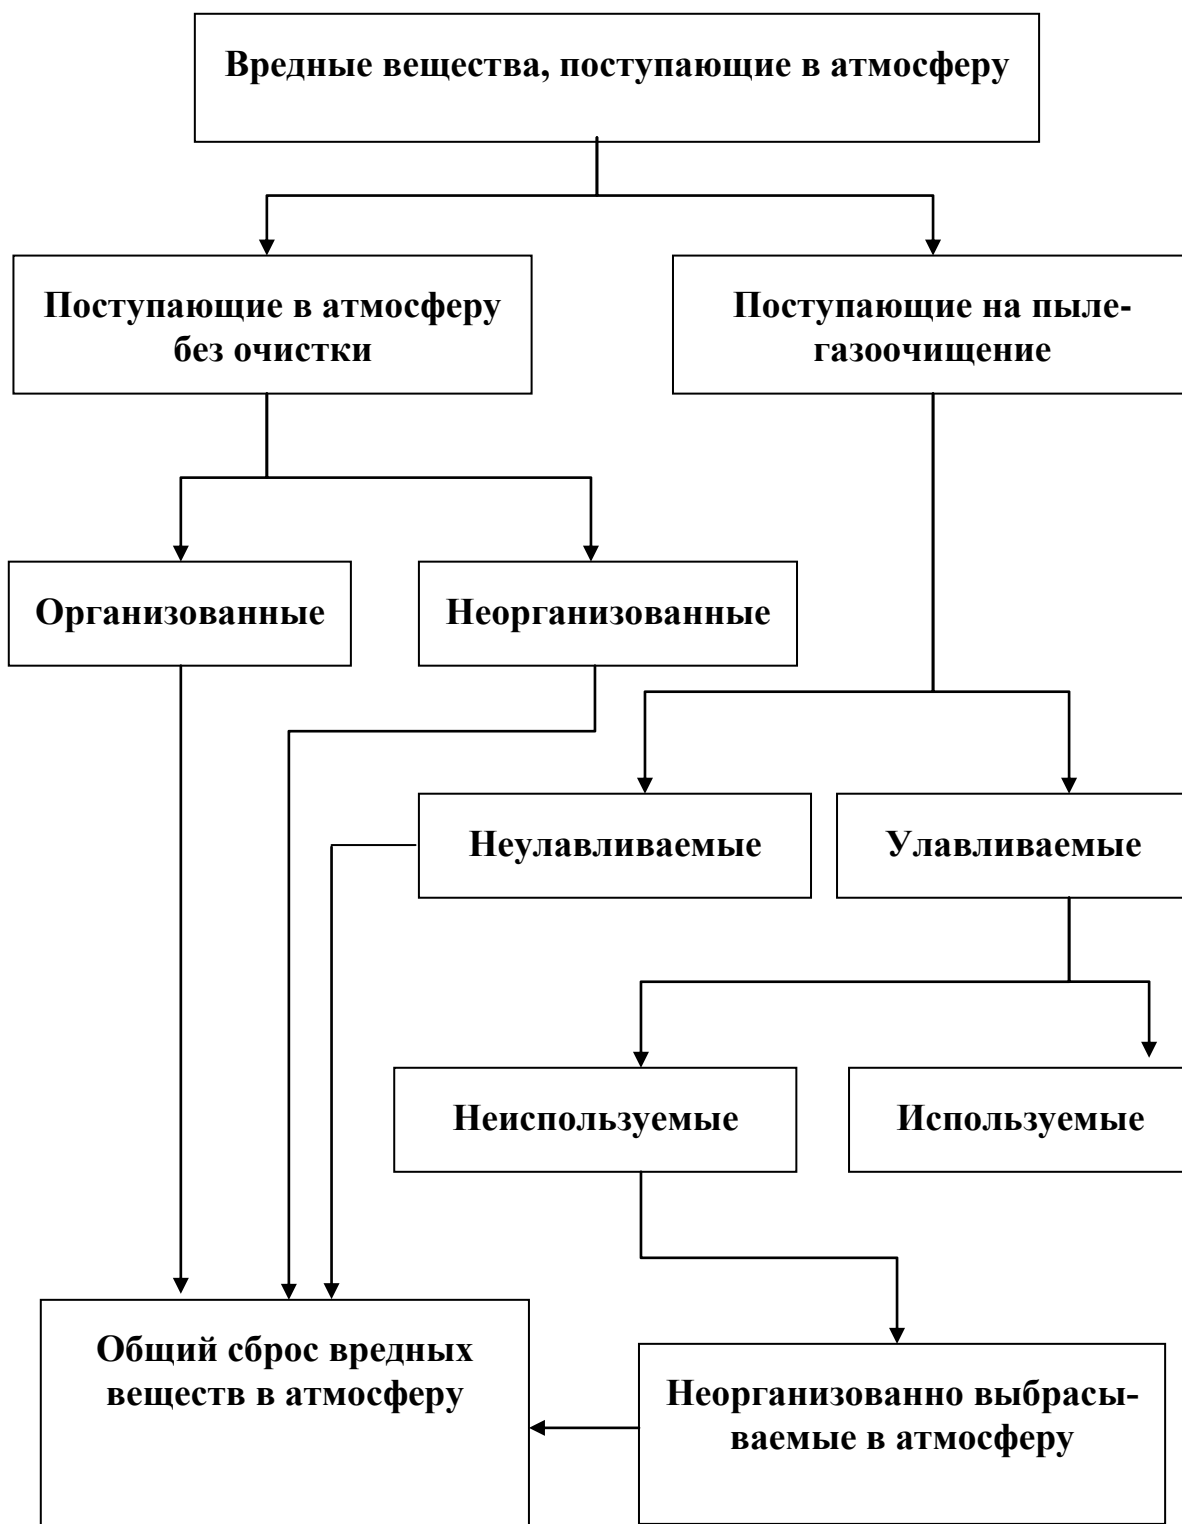 Вредные вещества, поступающие в атмосферу
Поступающие в атмосферу
без очистки
Поступающие на пыле-
газоочищение
Организованные
Неорганизованные
Неулавливаемые
Улавливаемые
Неиспользуемые
Используемые
Общий сброс вредных
веществ в атмосферу
Неорганизованно выбрасы-
ваемые в атмосферу